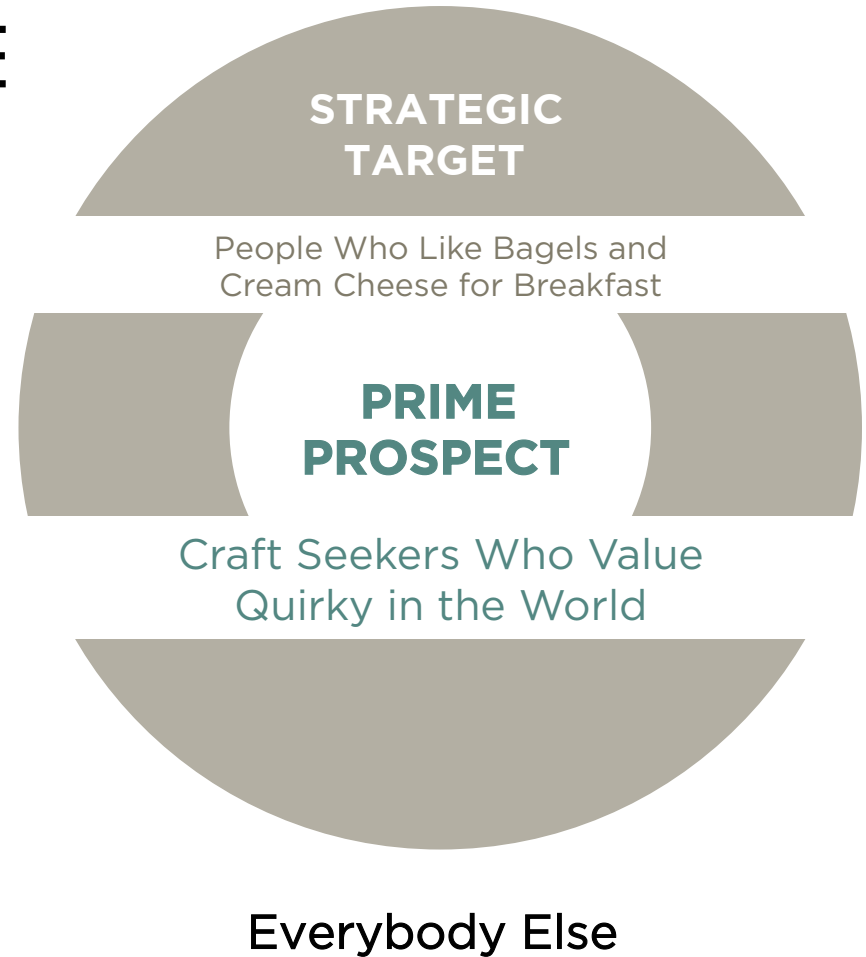 STRATEGIC
TARGET
People Who Like Bagels and
Cream Cheese for Breakfast
PRIME
PROSPECT
Craft Seekers Who Value
Quirky in the World
Everybody Else